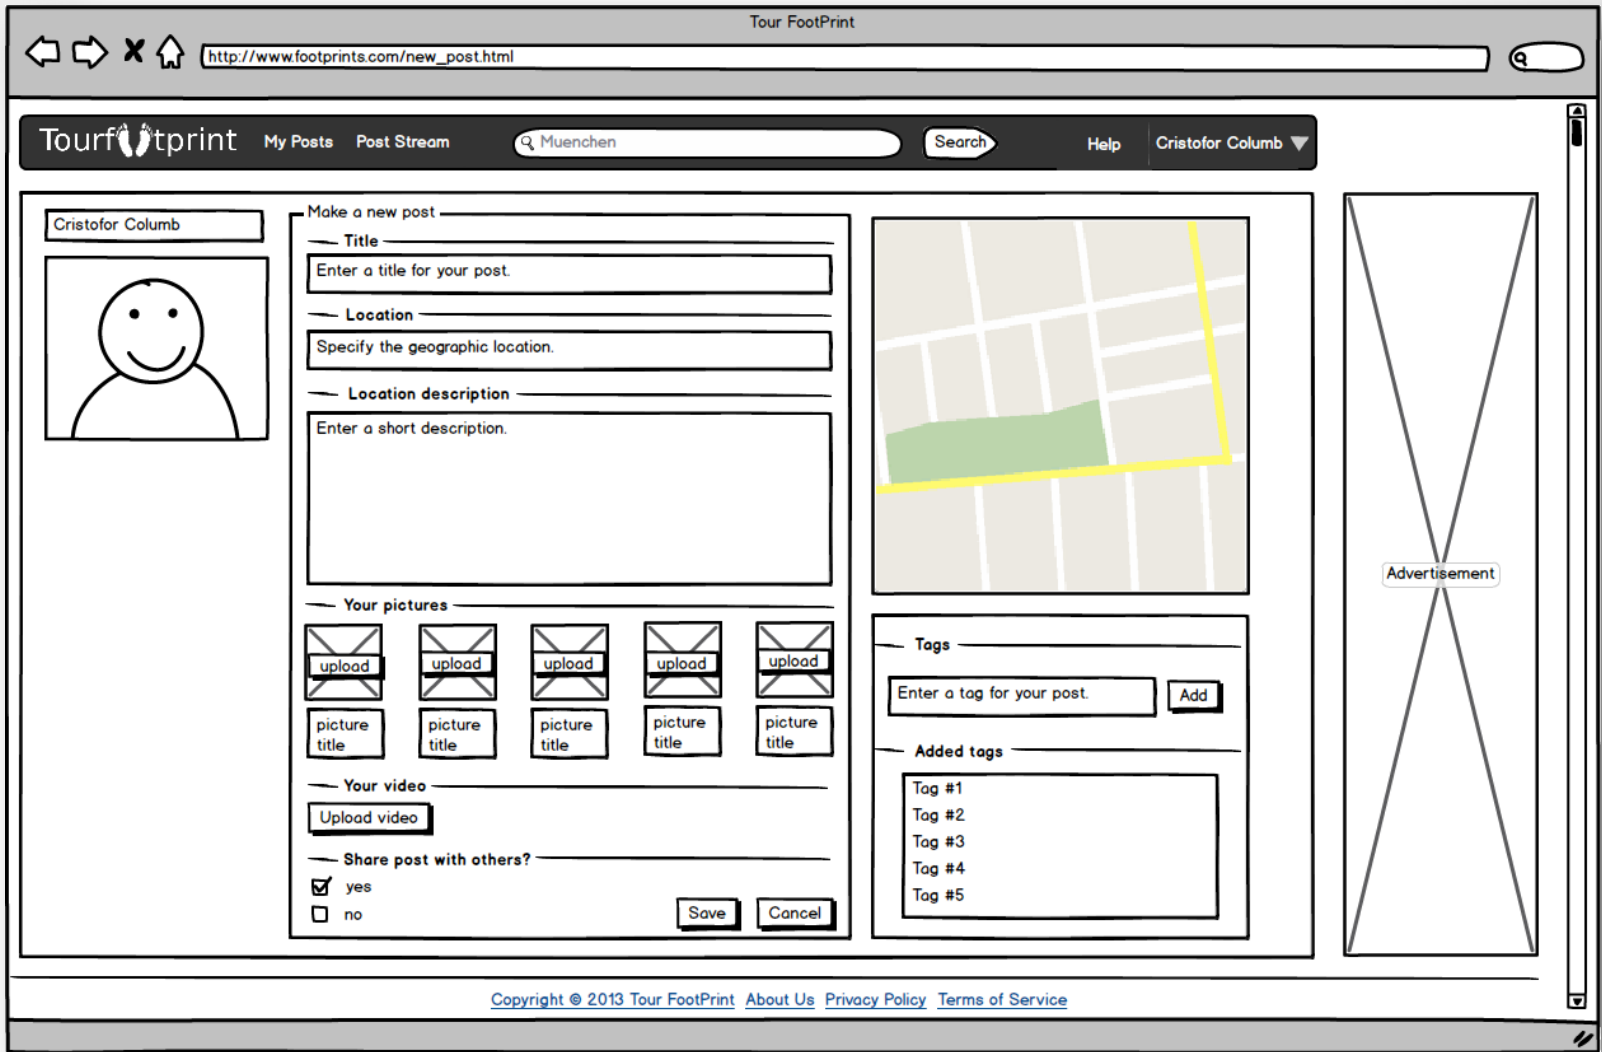 Tour FootPrint
http://www.footprints.com/new_post.html
Tourfootprint
My Posts
Post Stream
Muenchen
Search
Help
Cristofor Columb
Cristofor Columb
Make a new post
Title
Enter a title for your post.
Location
Specify the geographic location.
Location description
Enter a short description.
Your pictures
upload
upload
upload
upload
upload
picture
title
picture
title
picture
title
picture
title
picture
title
Your video
Upload video
Share post with others?
yes
no
Save
Cancel
Tags
Enter a tag for your post.
Add
Added tags
Tag #1
Tag #2
Tag #3
Tag #4
Tag #5
Advertisement
Copyright © 2013 Tour FootPrint
About Us
Privacy Policy
Terms of Service